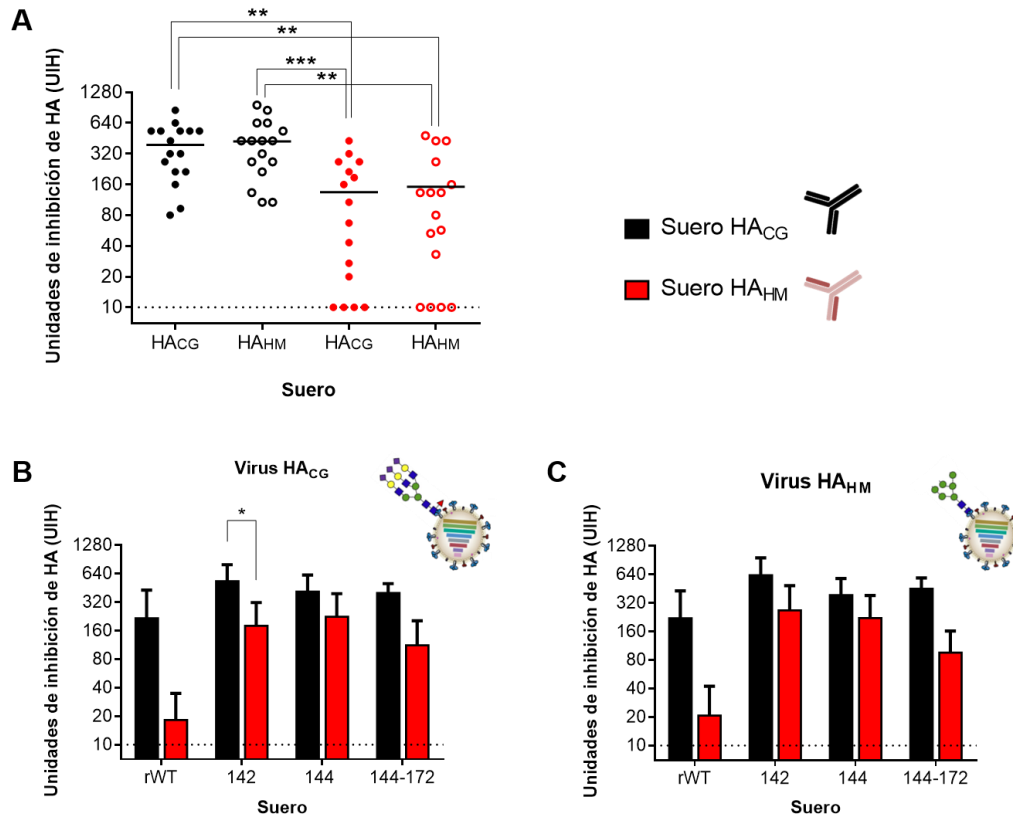 A
**
**
***
**
Unidades de inhibición de HA (UIH)
1280
640
320
160
80
40
20
10
HACG
HAHM
HACG
HAHM
Suero
Suero HACG
Suero HAHM
B
Virus HACG
*
Unidades de inhibición de HA (UIH)
1280
640
320
160
80
40
20
10
rWT
142
144
144-172
Suero
C
Virus HAHM
Unidades de inhibición de HA (UIH)
1280
640
320
160
80
40
20
10
rWT
142
144
144-172
Suero